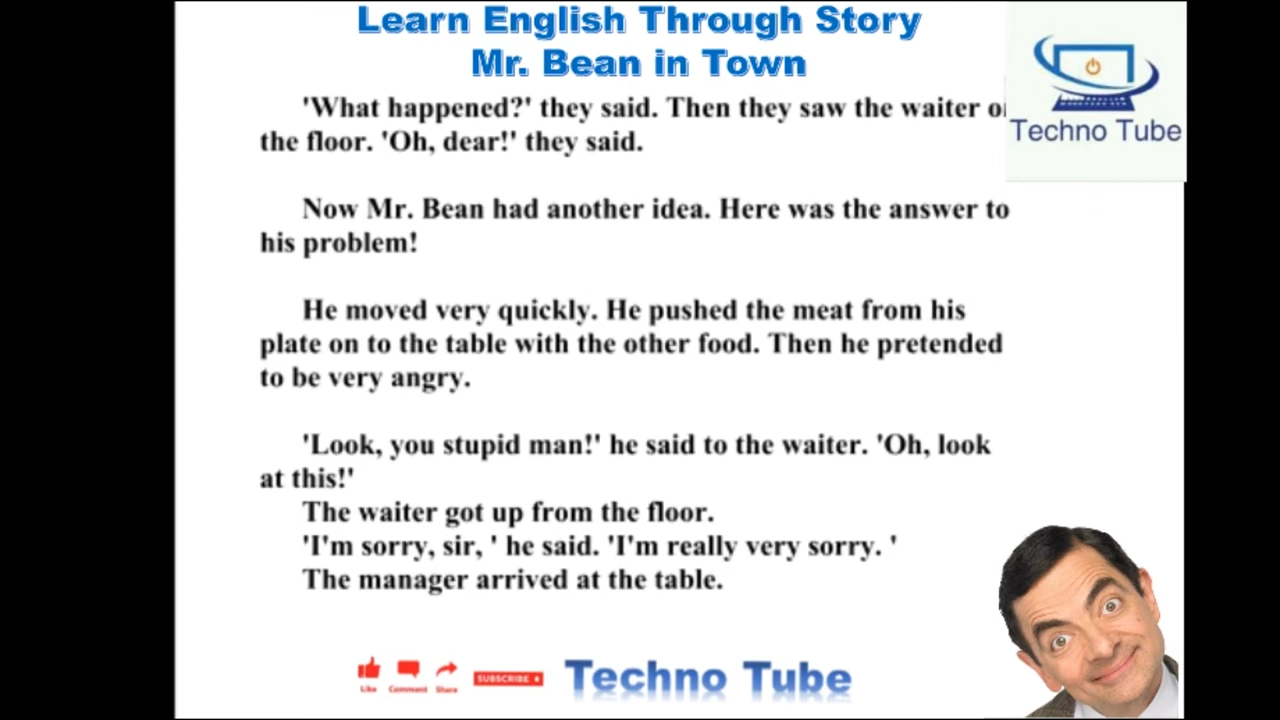 Learn English Through Story
Mr. Bean in Town
Techno Tube
'What happened?' they said. Then they saw the waiter
the floor. 'Oh, dear!' they said.
Now Mr. Bean had another idea. Here was the answer to
his problem!
He moved very quickly. He pushed the meat from his
plate on to the table with the other food. Then he pretended
to be very angry.
'Look, you stupid man!' he said to the waiter. 'Oh, look
at this!'
The waiter got up from the floor.
'I'm sorry, sir, ' he said. 'I'm really very sorry. '
The manager arrived at the table.
Like Comment Share SUBSCRIBE Techno Tube